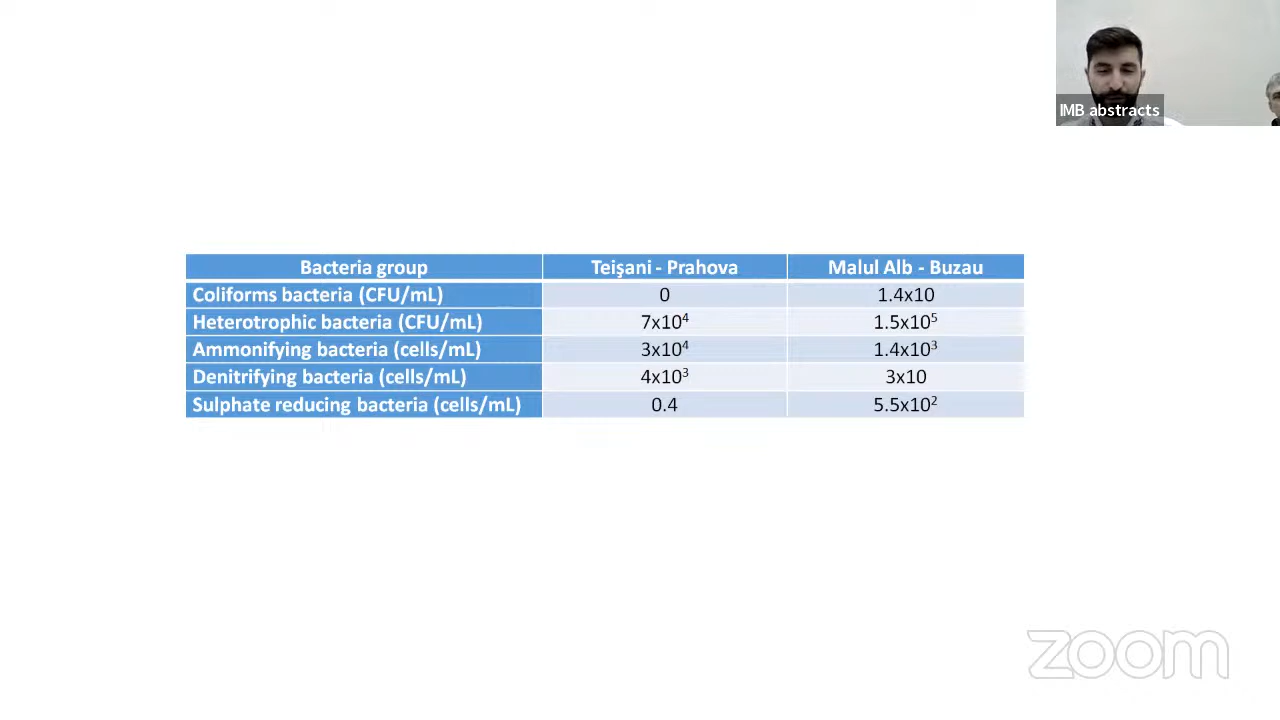 IMB abstracts
Bacteria group Teişani - Prahova Malul Alb - Buzau
Coliforms bacteria (CFU/mL) 0 1.4x10
Heterotrophic bacteria (CFU/mL) 7x10⁴ 1.5x10⁵
Ammonifying bacteria (cells/mL) 3x10⁴ 1.4x10³
Denitrifying bacteria (cells/mL) 4x10³ 3x10
Sulphate reducing bacteria (cells/mL) 0.4 5.5x10²
zoom